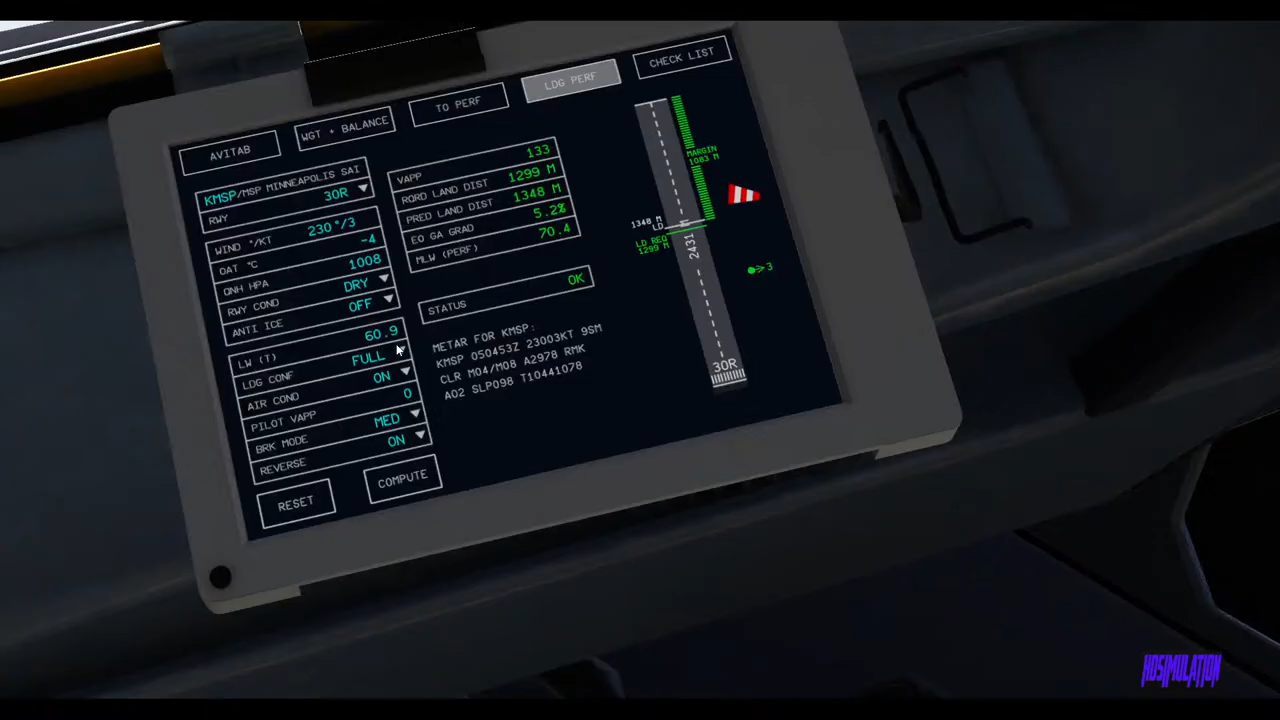 AVITAB
WGT + BALANCE
TO PERF
LDG PERF
CHECK LIST
KMSP/MSP MINNEAPOLIS SAI
RWY 30R
WIND °/KT 230°/3
OAT °C -4
QNH HPA 1008
RWY COND DRY
ANTI ICE OFF
LW (T) 60.9
LDG CONF FULL
AIR COND ON
PILOT VAPP 0
BRK MODE MED
REVERSE ON
RESET
COMPUTE
VAPP 133
RQRD LAND DIST 1299 M
PRED LAND DIST 1348 M
EO GA GRAD 5.2%
MLW (PERF) 70.4
STATUS OK
METAR FOR KMSP:
KMSP 050453Z 23003KT 9SM
CLR M04/M08 A2978 RMK
AO2 SLP098 T10441078
MARGIN
1083 M
1348 M
LD
LD REQ
1299 M
2431 M
3
30R
HDSIMULATION